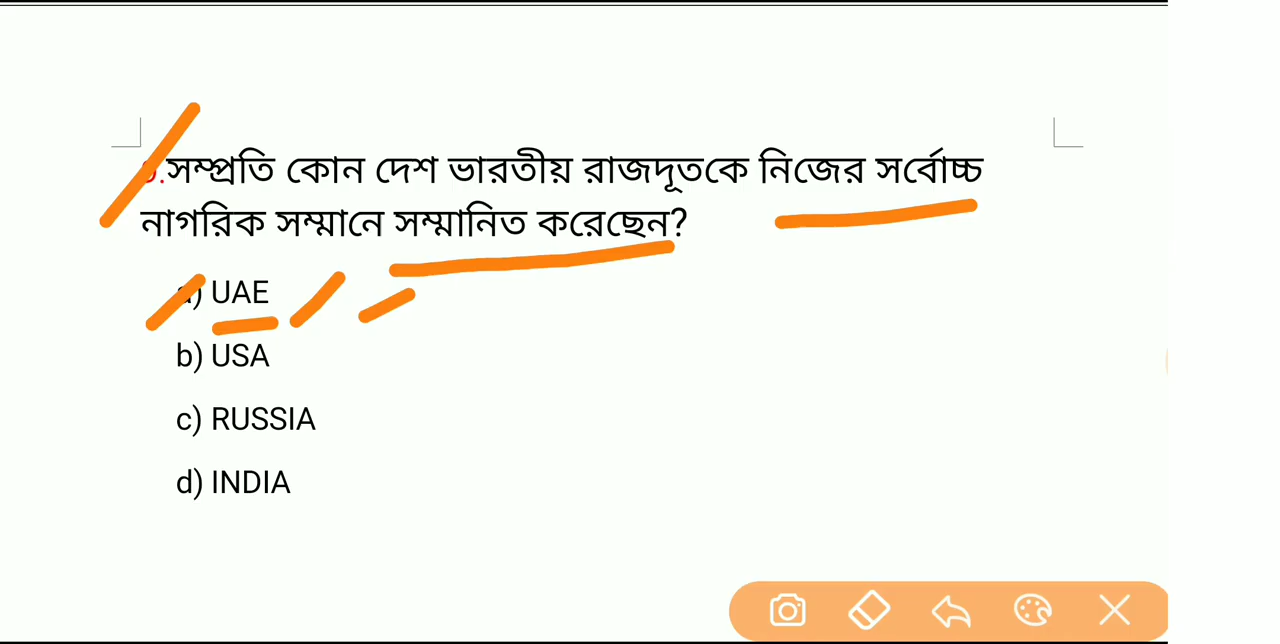 সম্প্রতি কোন দেশ ভারতীয় রাজদূতকে নিজের সর্বোচ্চ
নাগরিক সম্মানে সম্মানিত করেছেন?
a) UAE
b) USA
c) RUSSIA
d) INDIA